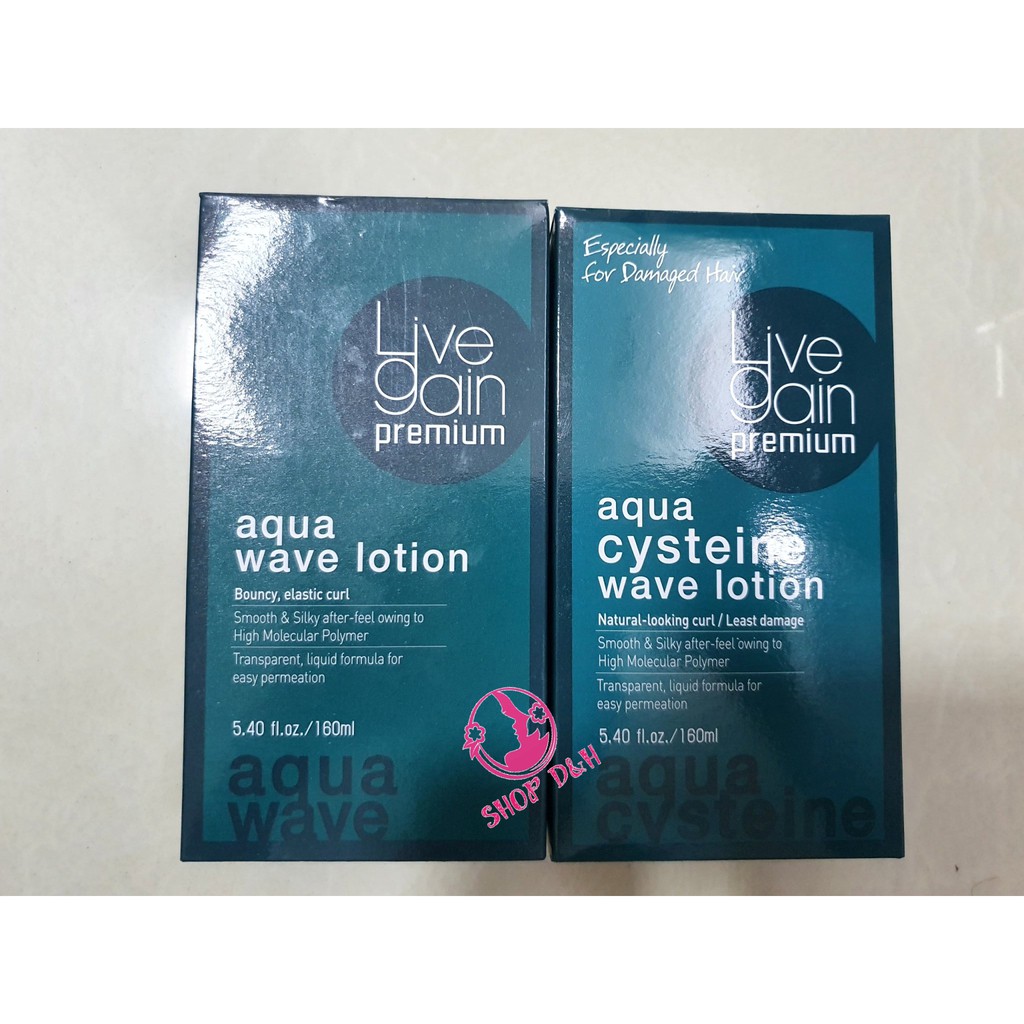 Live
gain
premium
aqua
wave lotion
Bouncy, elastic curl
Smooth & Silky after-feel owing to
High Molecular Polymer
Transparent, liquid formula for
easy permeation
5.40 fl.oz./160ml
aqua
wave
Especially
for Damaged Hair
Live
gain
premium
aqua
cysteine
wave lotion
Natural-looking curl / Least damage
Smooth & Silky after-feel owing to
High Molecular Polymer
Transparent, liquid formula for
easy permeation
5.40 fl.oz./160ml
aqua
cysteine
SHOP D&H